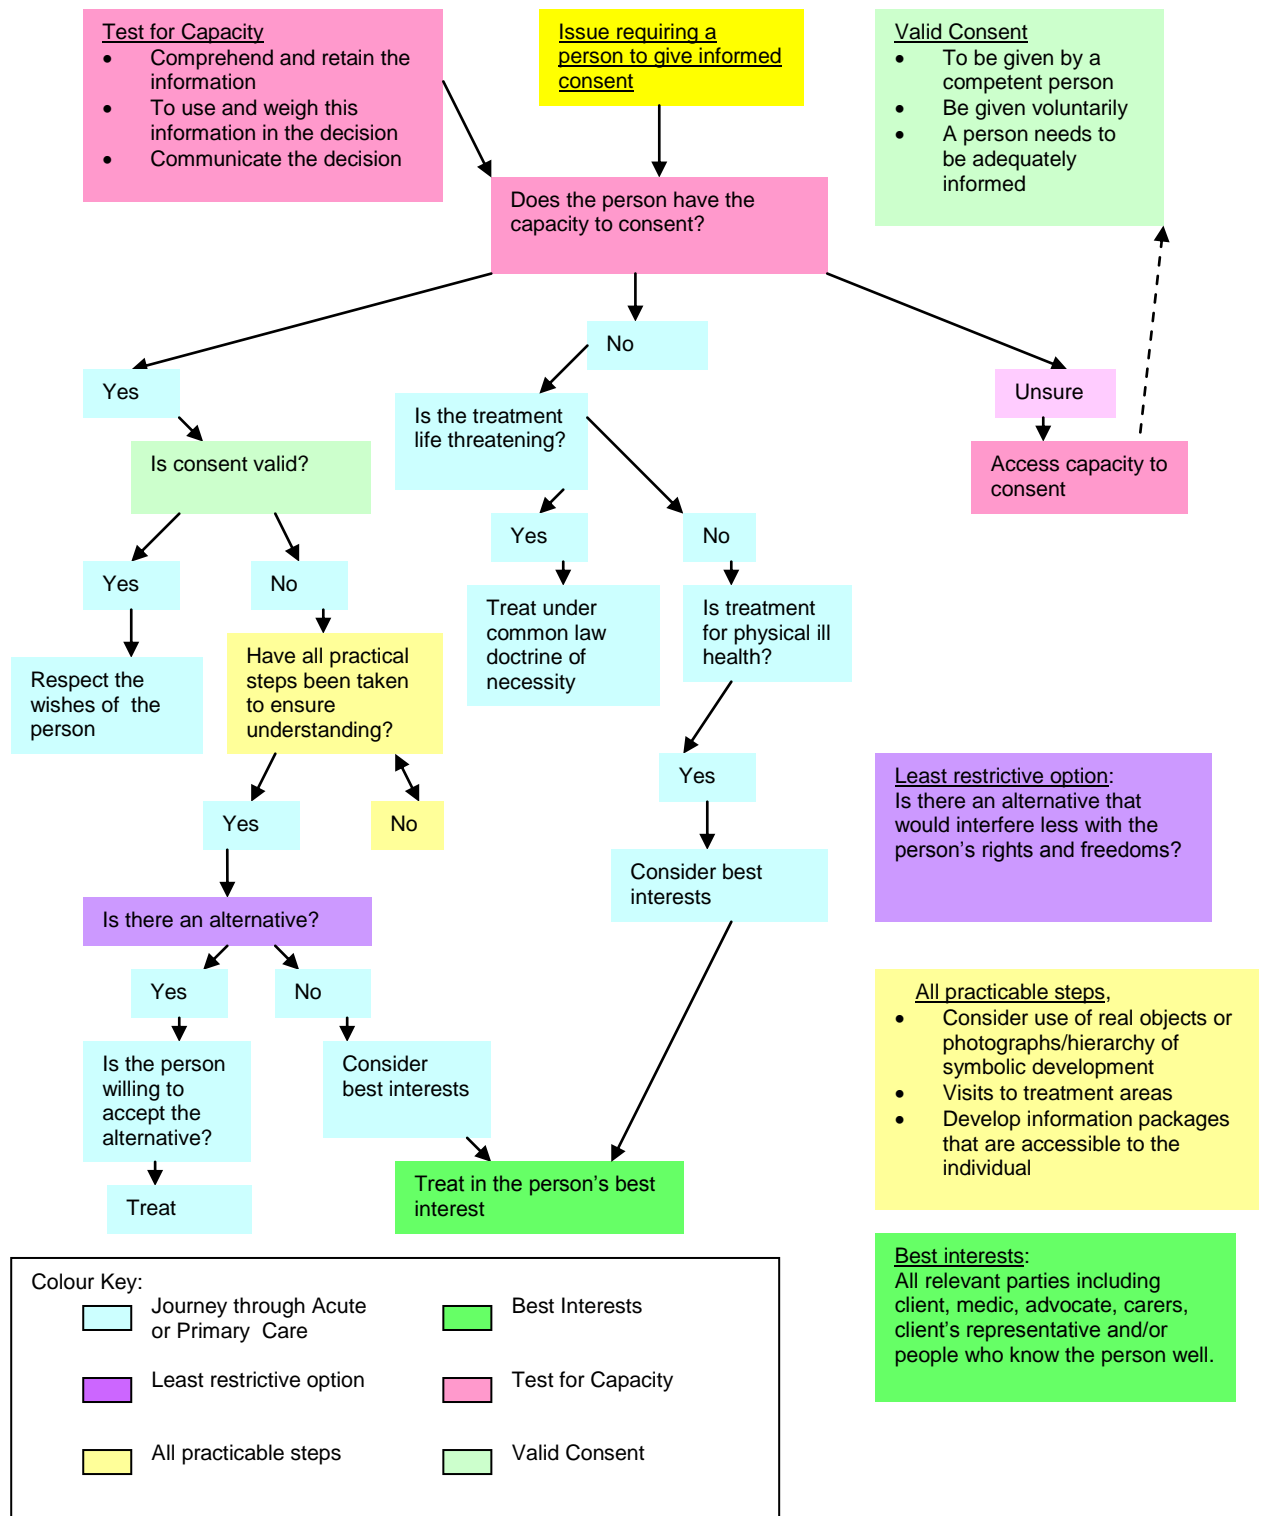 Test for Capacity
• Comprehend and retain the
information
• To use and weigh this
information in the decision
• Communicate the decision
Issue requiring a
person to give informed
consent
Valid Consent
• To be given by a
competent person
• Be given voluntarily
• A person needs to
be adequately
informed
Does the person have the
capacity to consent?
No
Yes
Unsure
Is the treatment
life threatening?
Is consent valid?
Access capacity to
consent
Yes
No
Yes
No
Treat under
common law
doctrine of
necessity
Is treatment
for physical ill
health?
Respect the
wishes of the
person
Have all practical
steps been taken
to ensure
understanding?
Yes
Least restrictive option:
Is there an alternative that
would interfere less with the
person's rights and freedoms?
Yes
No
Consider best
interests
Is there an alternative?
Yes
No
All practicable steps,
• Consider use of real objects or
photographs/hierarchy of
symbolic development
• Visits to treatment areas
• Develop information packages
that are accessible to the
individual
Is the person
willing to
accept the
alternative?
Consider
best interests
Treat
Treat in the person's best
interest
Best interests:
All relevant parties including
client, medic, advocate, carers,
client's representative and/or
people who know the person well.
Colour Key:
Journey through Acute
or Primary Care
Best Interests
Least restrictive option
Test for Capacity
All practicable steps
Valid Consent